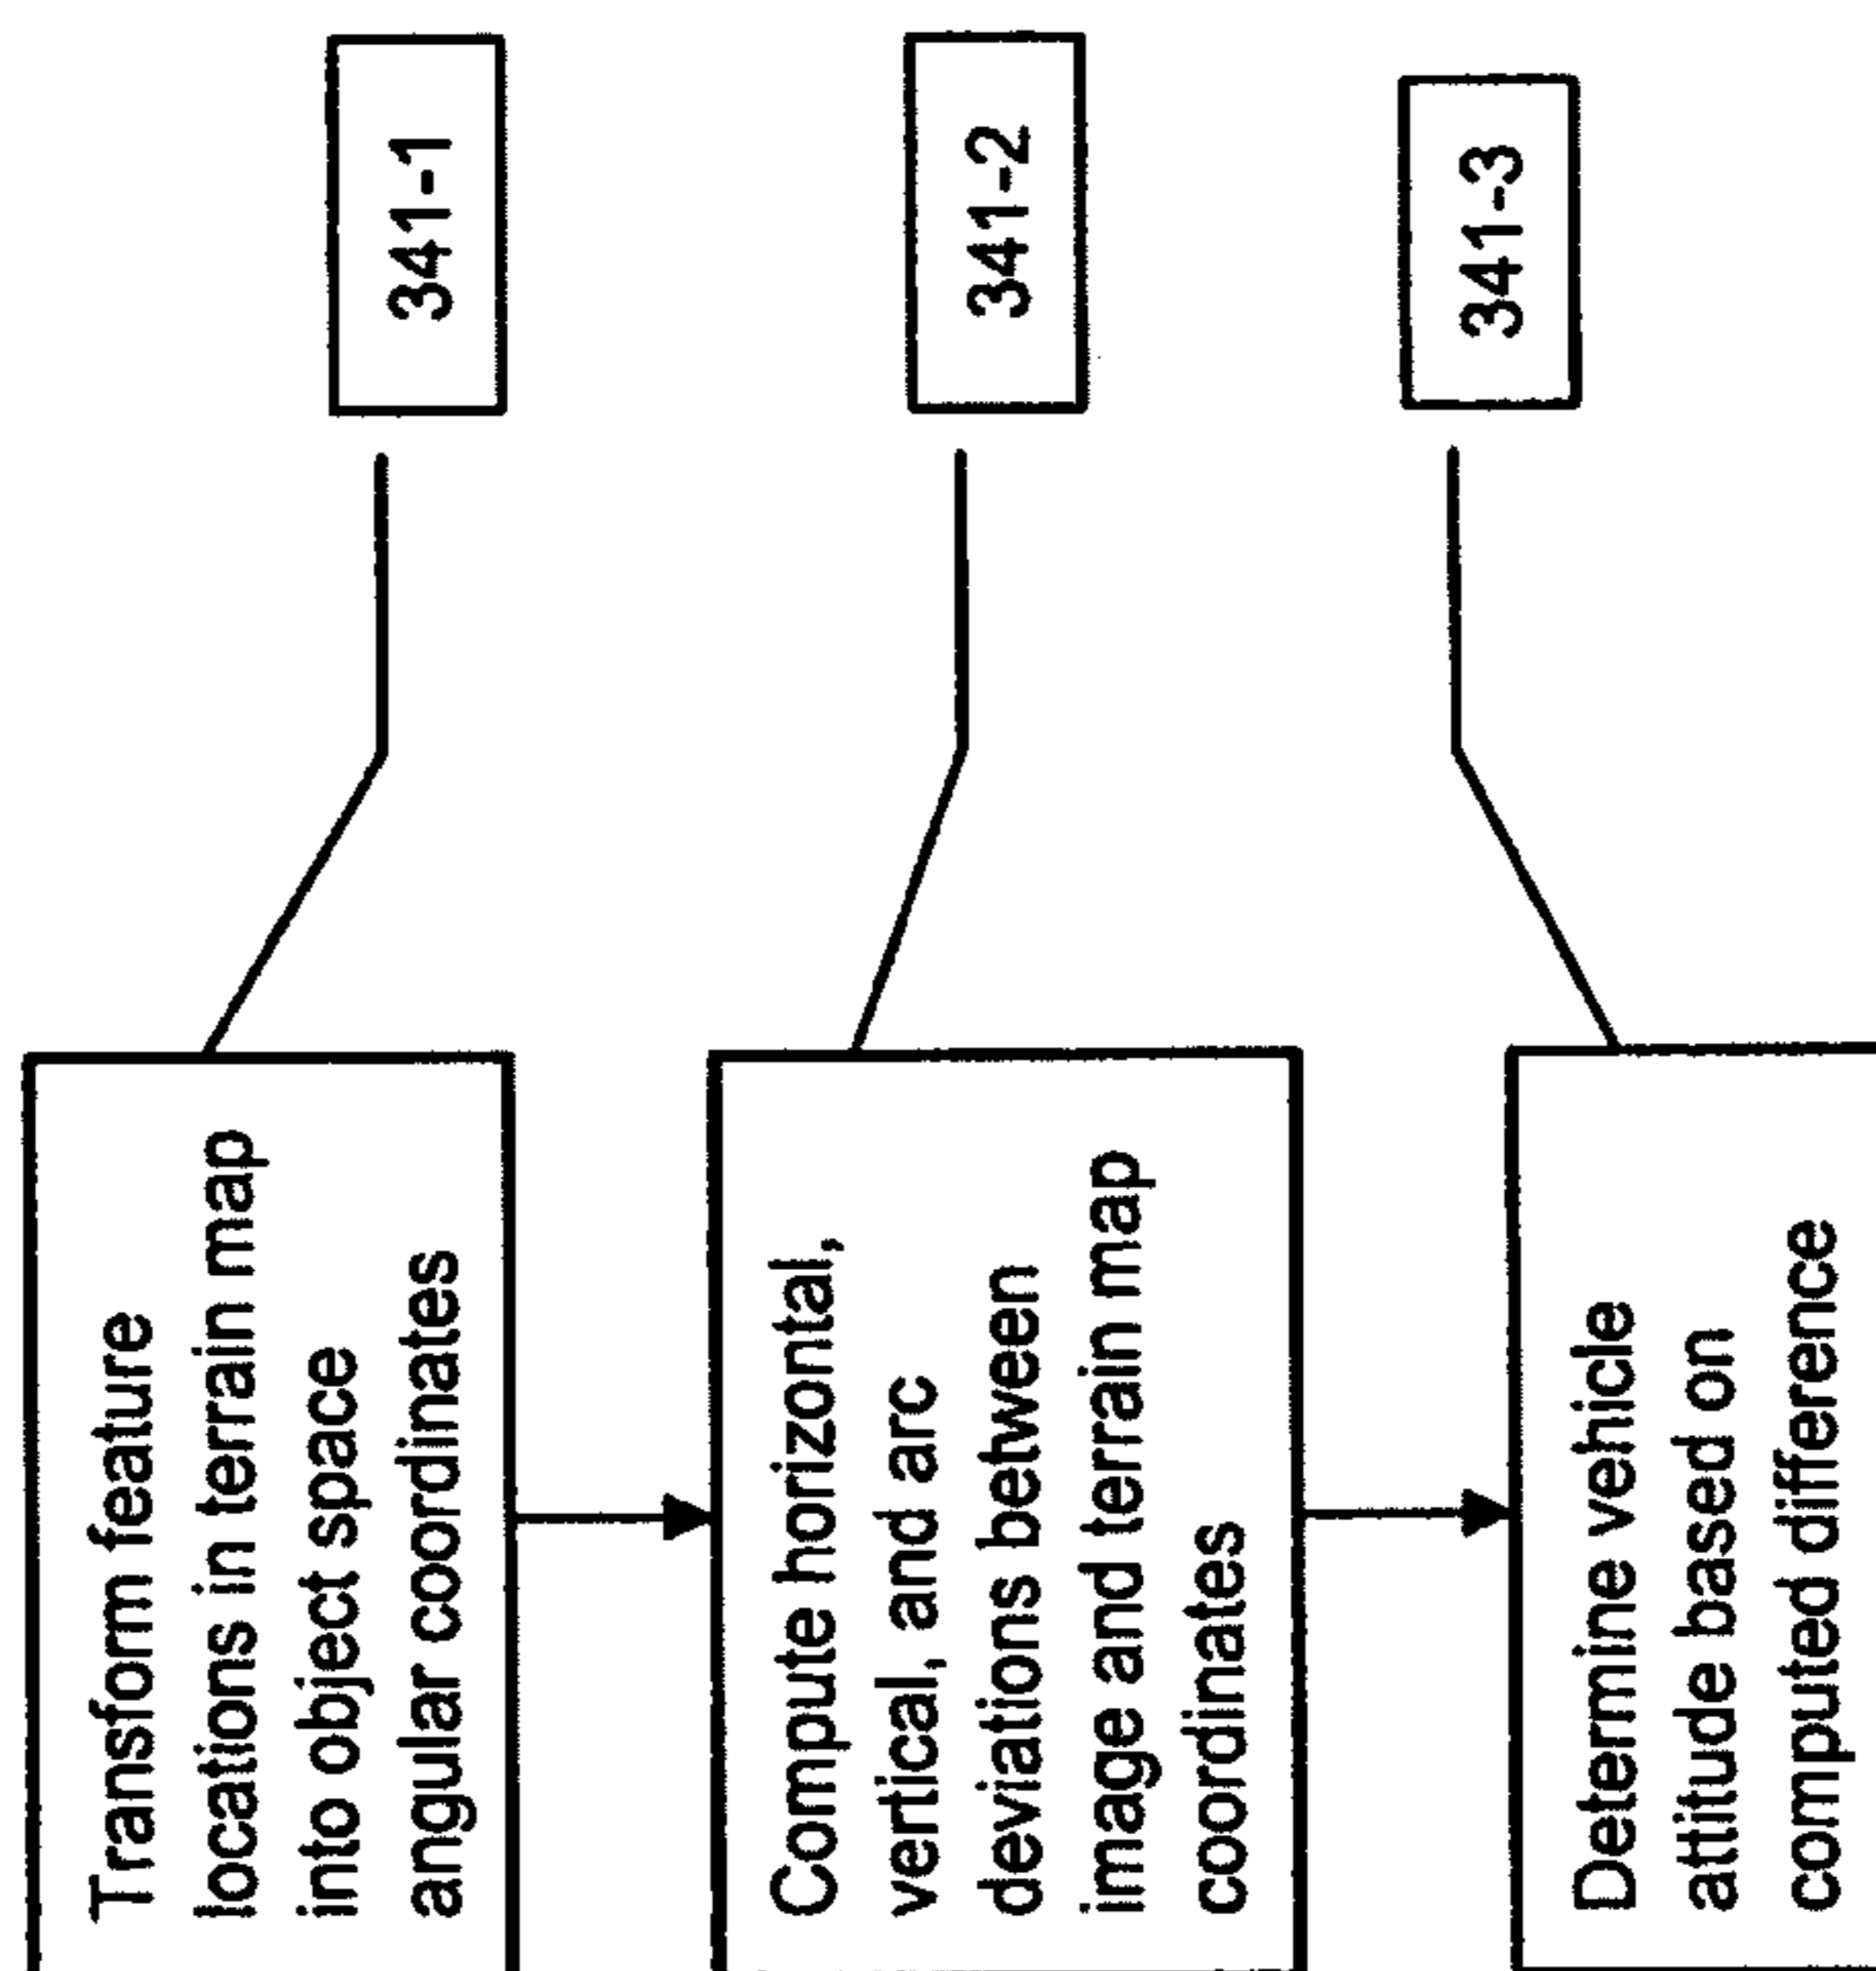 Transform feature
locations in terrain map
into object space
angular coordinates
341-1
Compute horizontal,
vertical, and arc
deviations between
image and terrain map
coordinates
341-2
Determine vehicle
attitude based on
computed difference
341-3